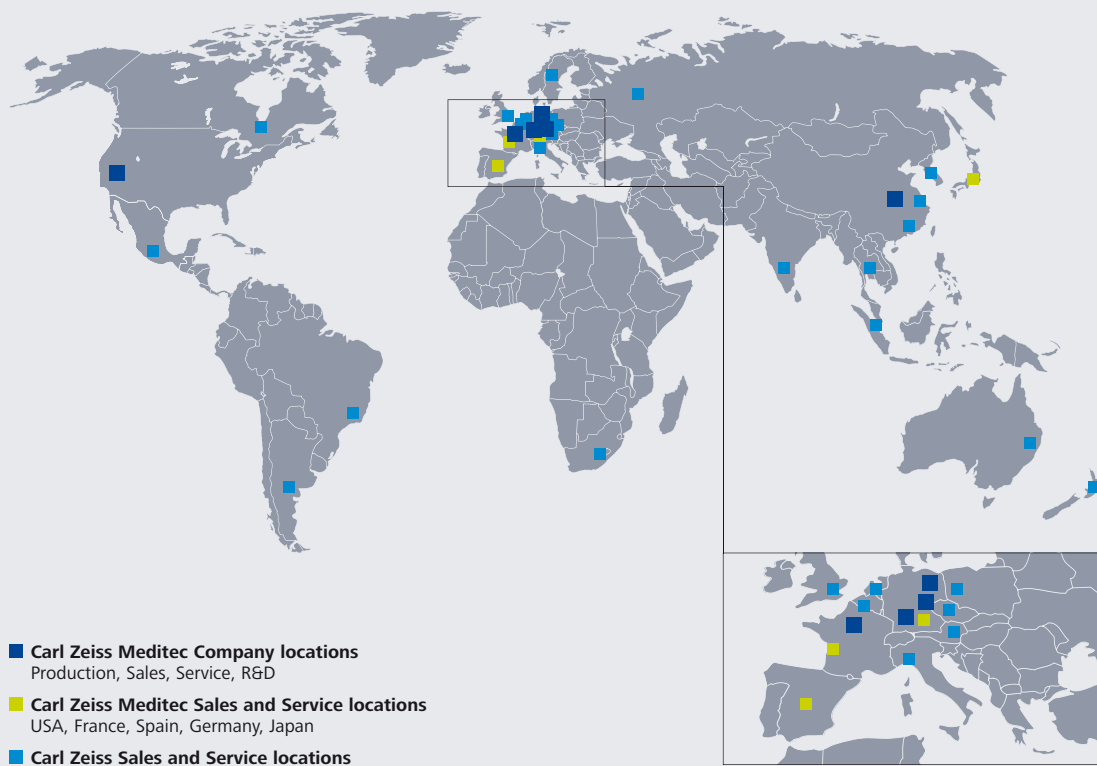 Carl Zeiss Meditec Company locations
Production, Sales, Service, R&D
Carl Zeiss Meditec Sales and Service locations
USA, France, Spain, Germany, Japan
Carl Zeiss Sales and Service locations